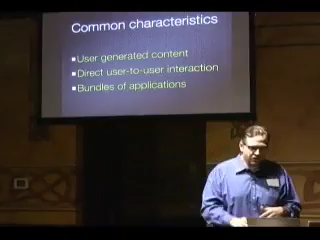 Common characteristics
User generated content
Direct user-to-user interaction
Bundles of applications